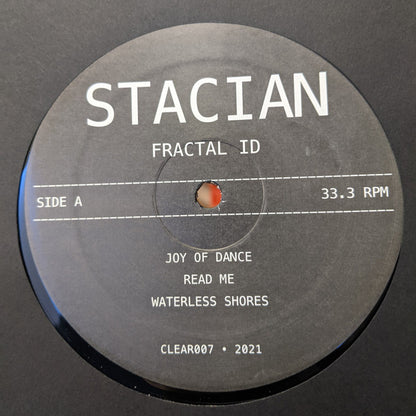 STACIAN
FRACTAL ID
SIDE A 33.3 RPM
JOY OF DANCE
READ ME
WATERLESS SHORES
CLEAR007 • 2021